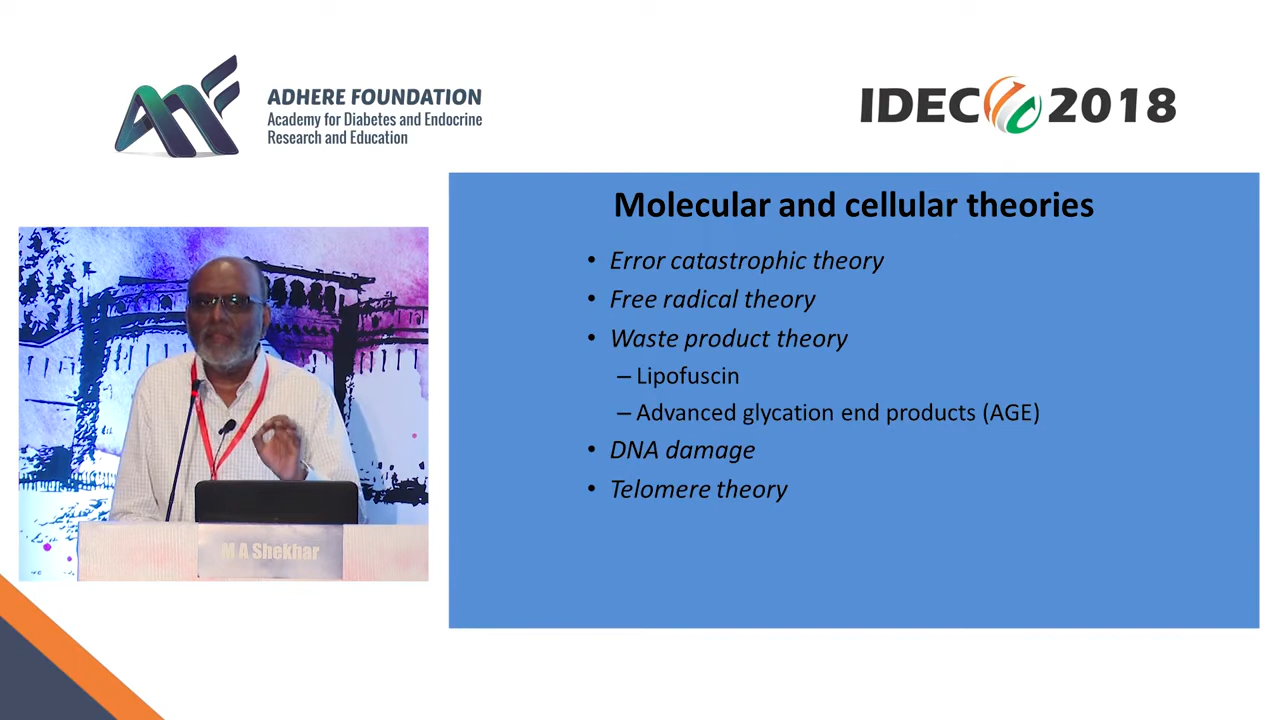 ADHERE FOUNDATION
Academy for Diabetes and Endocrine
Research and Education
IDEC 2018
Molecular and cellular theories
• Error catastrophic theory
• Free radical theory
• Waste product theory
– Lipofuscin
– Advanced glycation end products (AGE)
• DNA damage
• Telomere theory
M A Shekhar